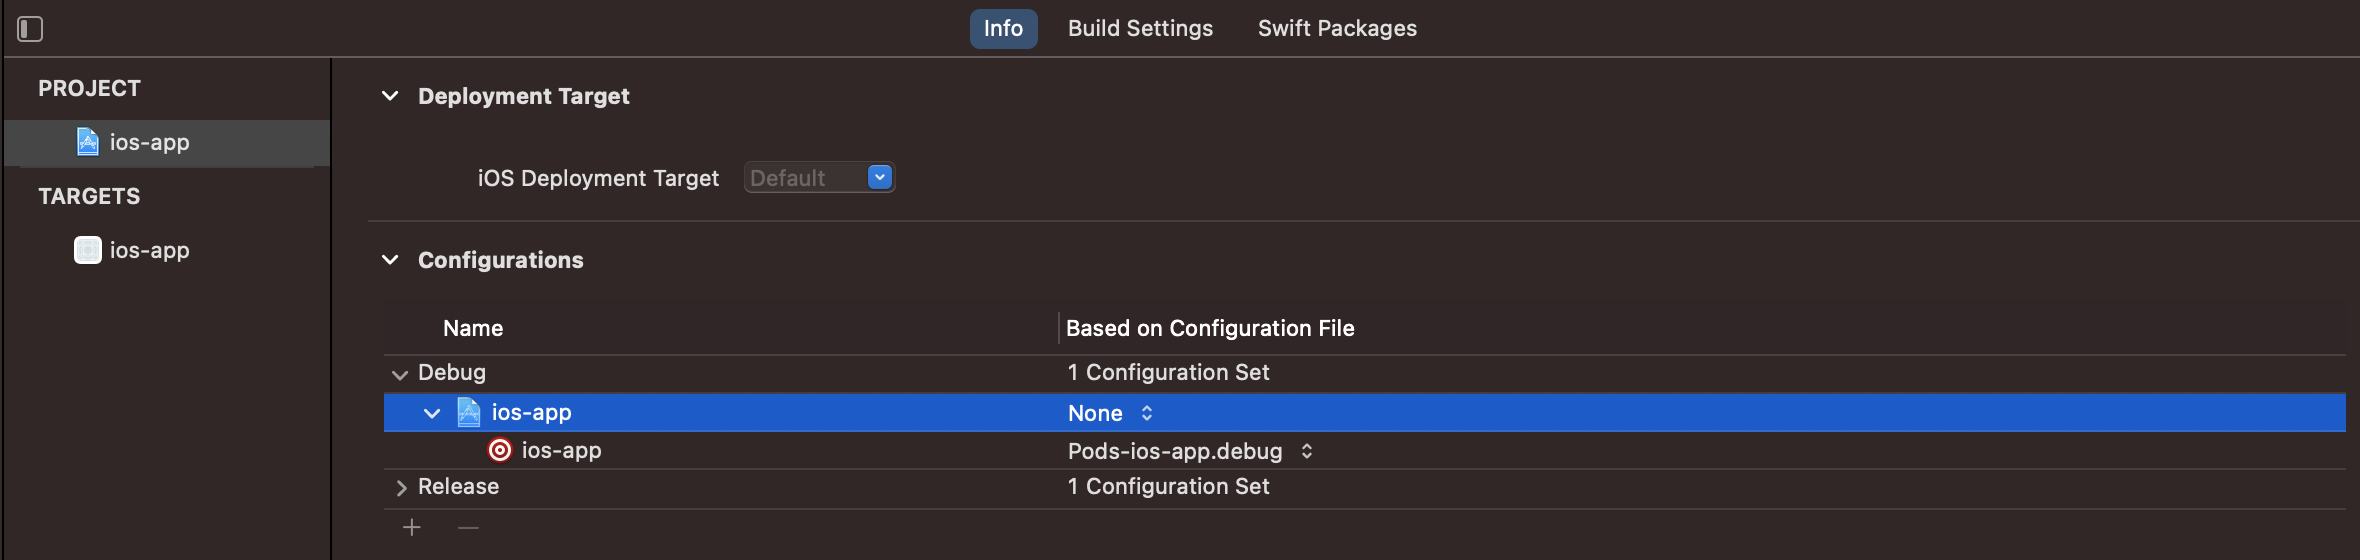 Info Build Settings Swift Packages
PROJECT
ios-app
TARGETS
ios-app
Deployment Target
iOS Deployment Target Default
Configurations
Name Based on Configuration File
Debug 1 Configuration Set
ios-app None
ios-app Pods-ios-app.debug
Release 1 Configuration Set